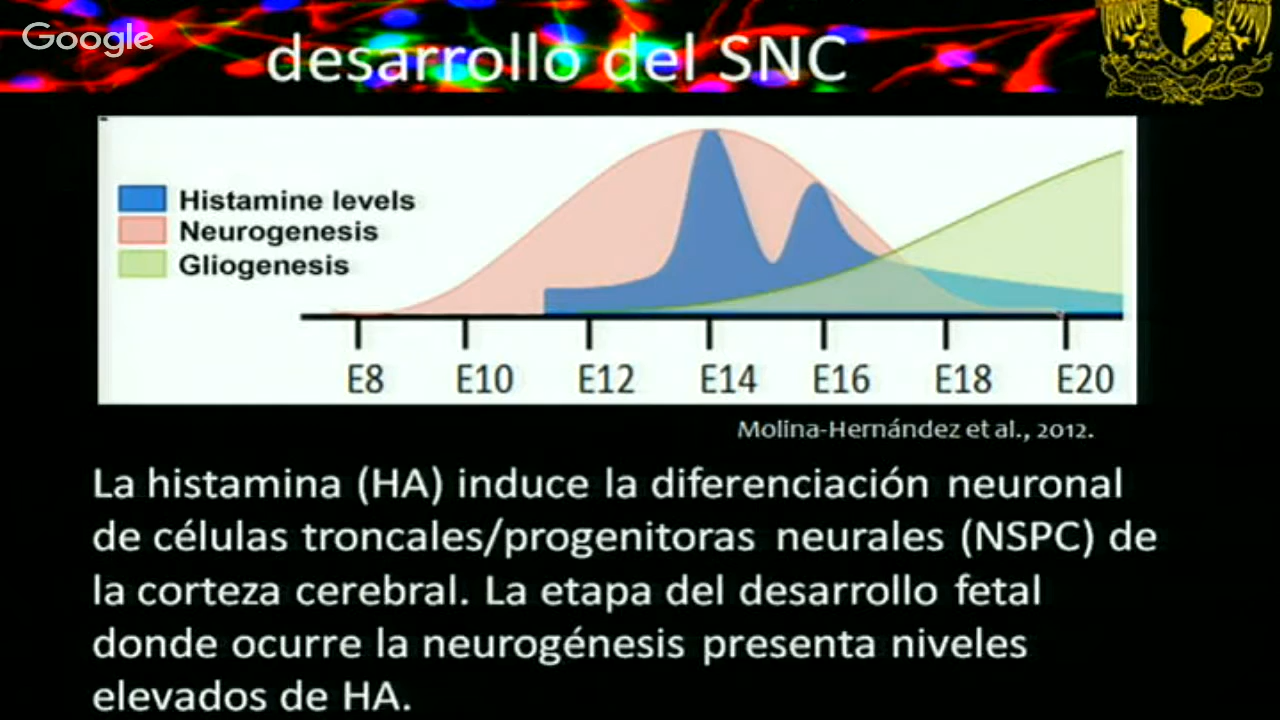 Google
desarrollo del SNC
Histamine levels
Neurogenesis
Gliogenesis
E8 E10 E12 E14 E16 E18 E20
Molina-Hernández et al., 2012.
La histamina (HA) induce la diferenciación neuronal
de células troncales/progenitoras neurales (NSPC) de
la corteza cerebral. La etapa del desarrollo fetal
donde ocurre la neurogénesis presenta niveles
elevados de HA.